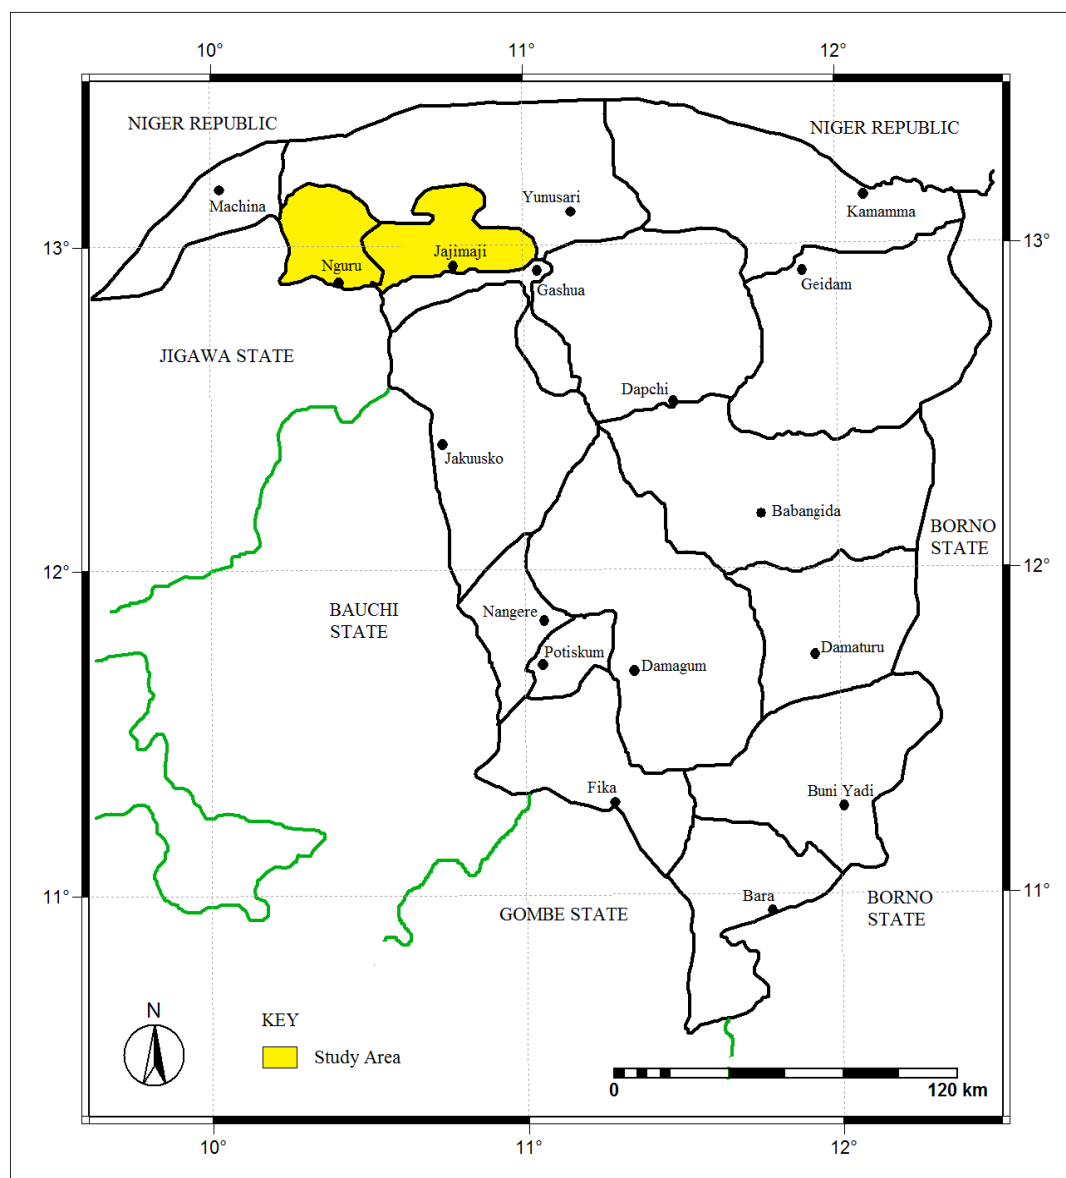 10°
11°
12°
NIGER REPUBLIC
NIGER REPUBLIC
Machina
Yunusari
Kamamma
13°
13°
Nguru
Jajimaji
Gashua
Geidam
JIGAWA STATE
Dapchi
Jakuusko
Babangida
BORNO
STATE
12°
12°
BAUCHI
STATE
Nangere
Potiskum
Damagum
Damaturu
Fika
Buni Yadi
11°
11°
Bara
BORNO
STATE
GOMBE STATE
N
KEY
Study Area
0
120 km
10°
11°
12°